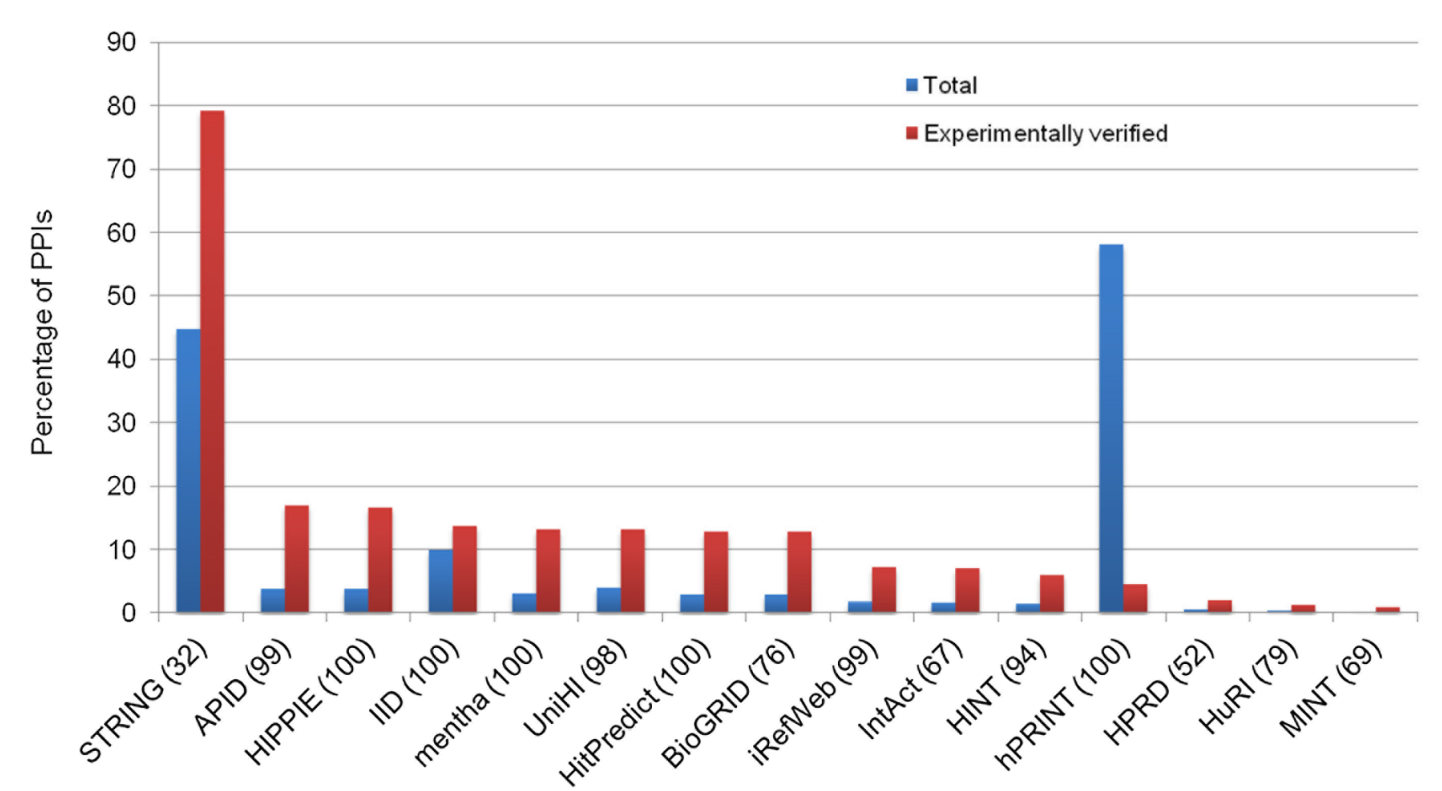 90
80
70
60
50
40
30
20
10
0
Percentage of PPIs
Total
Experimentally verified
STRING (32)
APID (99)
HIPPIE (100)
IID (100)
mentha (100)
UniHI (98)
HitPredict (100)
BioGRID (76)
iRefWeb (99)
IntAct (67)
HINT (94)
hPRINT (100)
HPRD (52)
HuRI (79)
MINT (69)